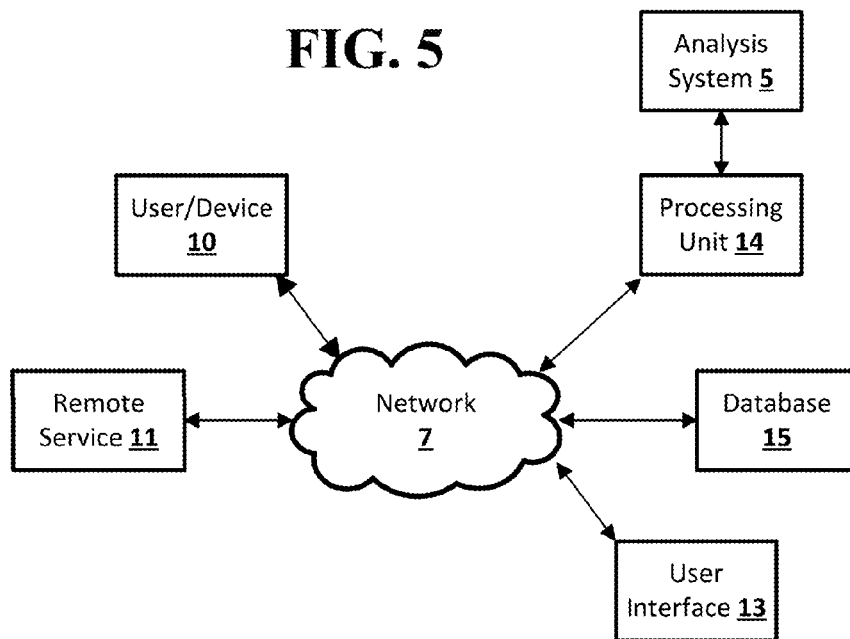 FIG. 5
Analysis
System 5
User/Device
10
Processing
Unit 14
Remote
Service 11
Network
7
Database
15
User
Interface 13